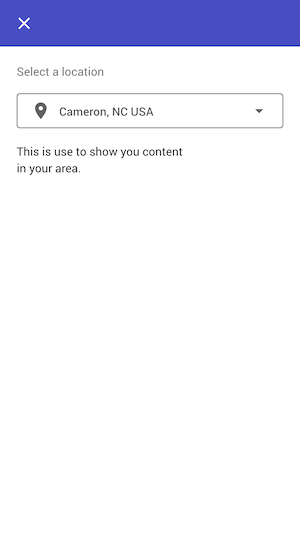 Select a location
Cameron, NC USA
This is use to show you content
in your area.